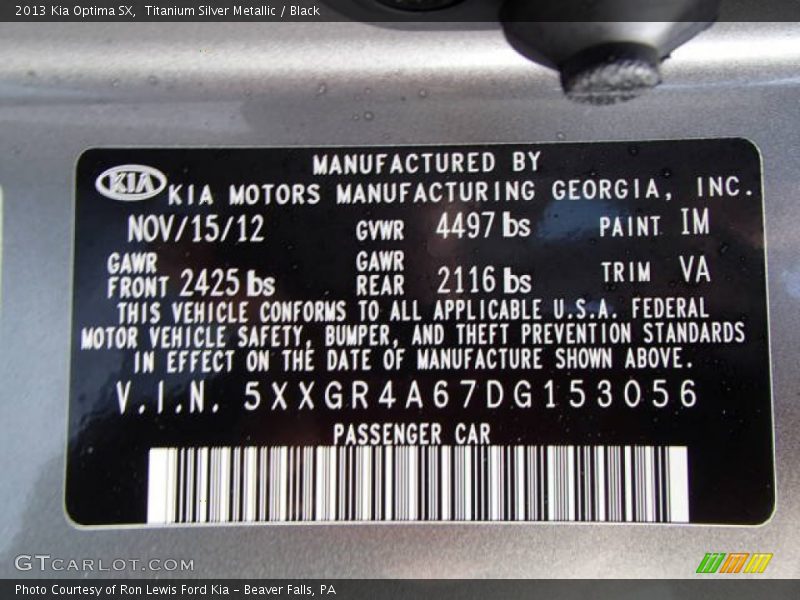 2013 Kia Optima SX,  Titanium Silver Metallic / Black
MANUFACTURED BY
KIA KIA MOTORS MANUFACTURING GEORGIA, INC.
NOV/15/12 GVWR 4497 lbs PAINT IM
GAWR FRONT 2425 lbs GAWR REAR 2116 lbs TRIM VA
THIS VEHICLE CONFORMS TO ALL APPLICABLE U.S.A. FEDERAL
MOTOR VEHICLE SAFETY, BUMPER, AND THEFT PREVENTION STANDARDS
IN EFFECT ON THE DATE OF MANUFACTURE SHOWN ABOVE.
V.I.N. 5XXGR4A67DG153056
PASSENGER CAR
GTCARLOT.COM
Photo Courtesy of Ron Lewis Ford Kia - Beaver Falls, PA